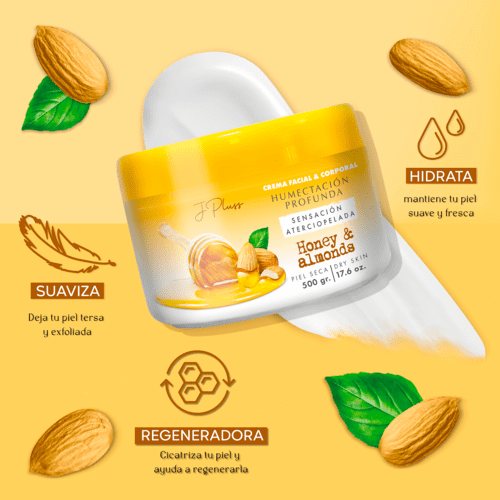 HIDRATA
mantiene tu piel
suave y fresca
J Pluss
CREMA FACIAL & CORPORAL
HUMECTACIÓN
PROFUNDA
SENSACIÓN
ATERCIOPELADA
Honey &
almonds
PIEL SECA / DRY SKIN
500 gr. / 17.6 oz.
SUAVIZA
Deja tu piel tersa
y exfoliada
REGENERADORA
Cicatriza tu piel y
ayuda a regenerarla